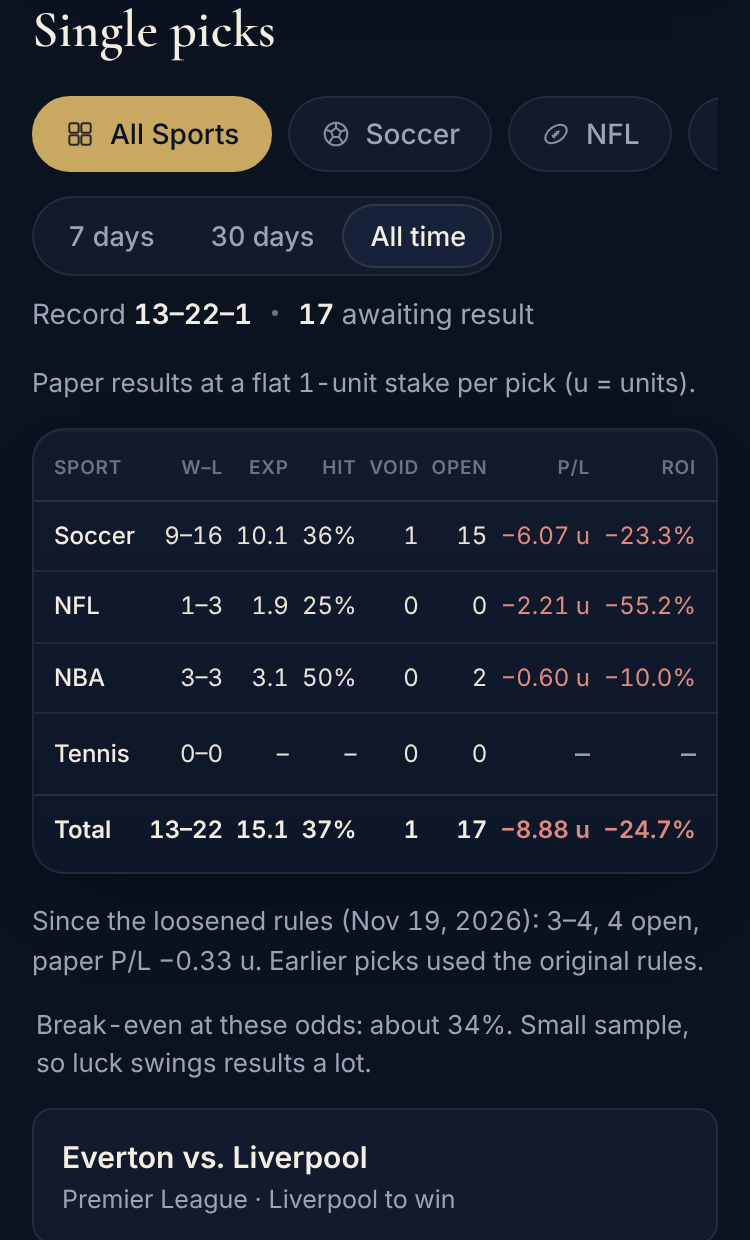 Single picks
All Sports Soccer NFL
7 days 30 days All time
Record 13–22–1 • 17 awaiting result
Paper results at a flat 1-unit stake per pick (u = units).
SPORT W–L EXP HIT VOID OPEN P/L ROI
Soccer 9–16 10.1 36% 1 15 −6.07 u −23.3%
NFL 1–3 1.9 25% 0 0 −2.21 u −55.2%
NBA 3–3 3.1 50% 0 2 −0.60 u −10.0%
Tennis 0–0 – – 0 0 — —
Total 13–22 15.1 37% 1 17 −8.88 u −24.7%
Since the loosened rules (Nov 19, 2026): 3–4, 4 open,
paper P/L −0.33 u. Earlier picks used the original rules.
Break-even at these odds: about 34%. Small sample,
so luck swings results a lot.
Everton vs. Liverpool
Premier League · Liverpool to win